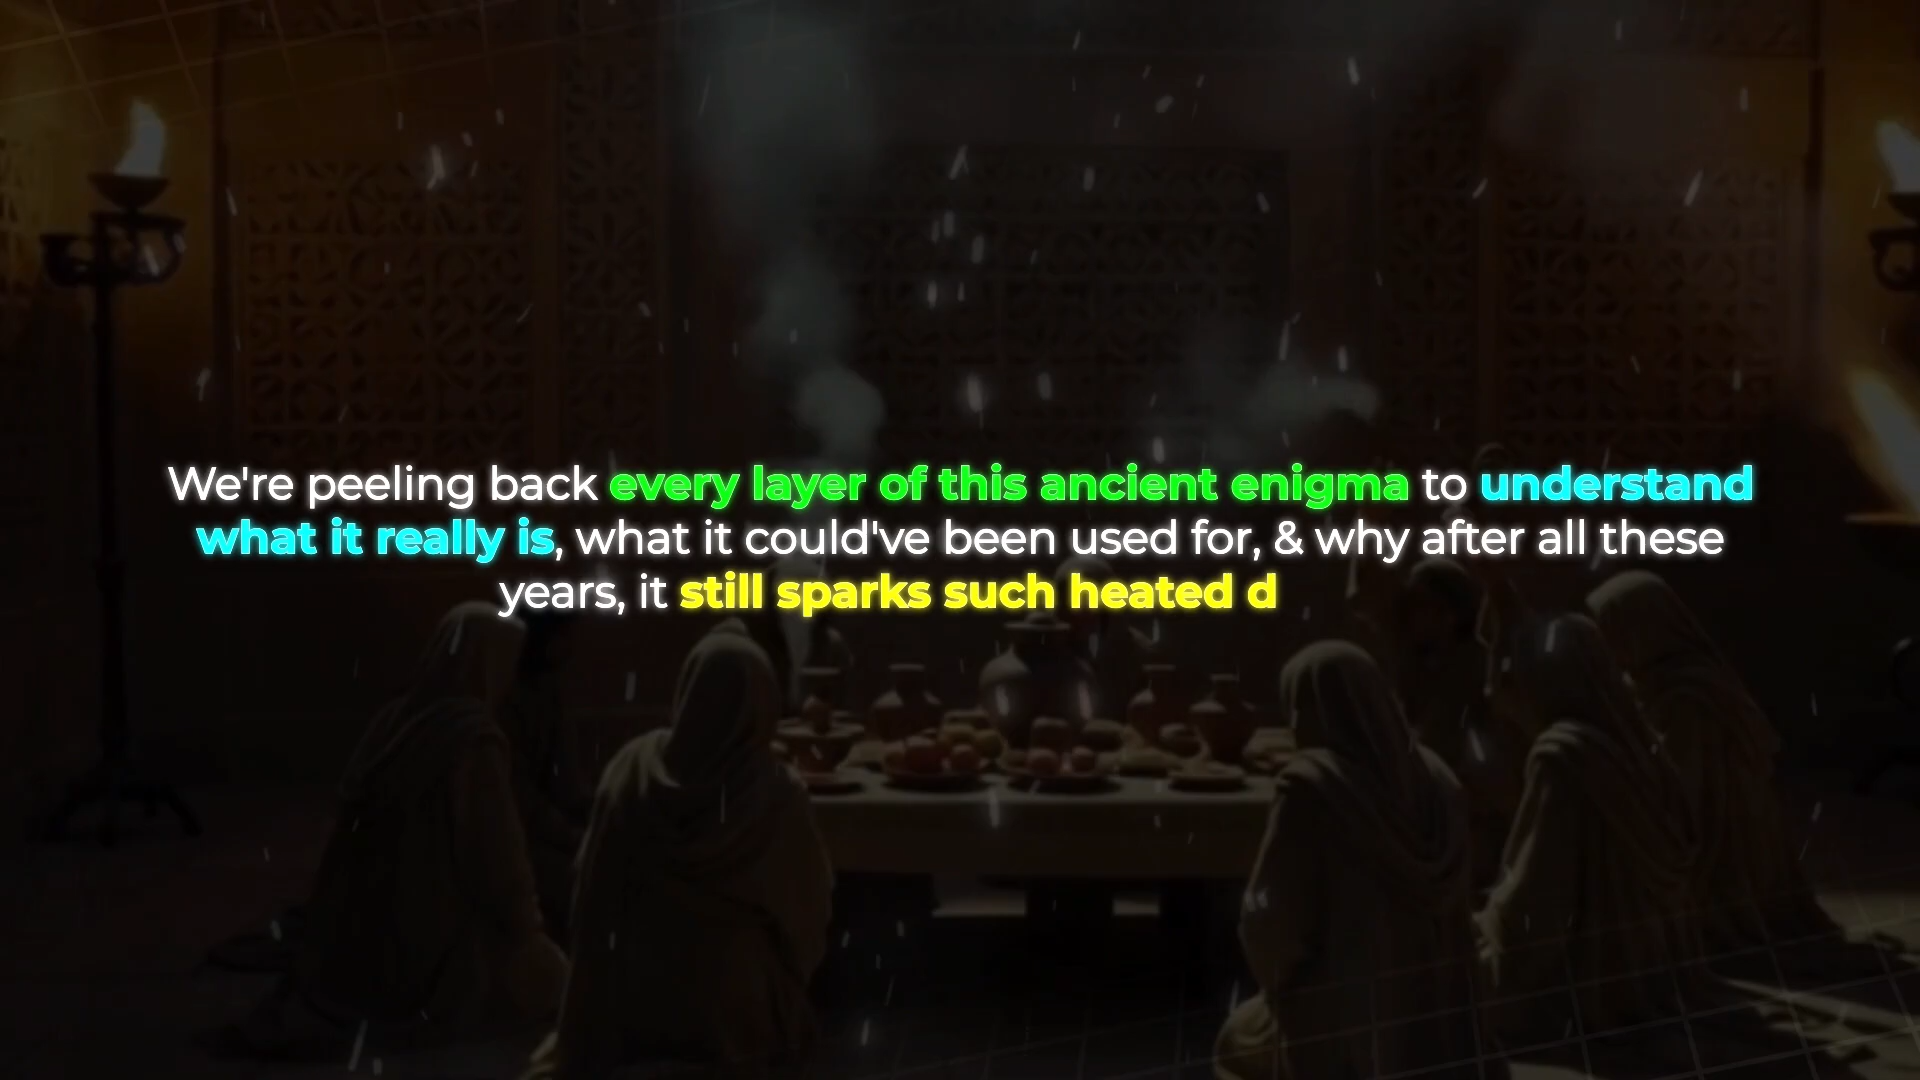 We're peeling back every layer of this ancient enigma to understand
what it really is, what it could've been used for, & why after all these
years, it still sparks such heated d